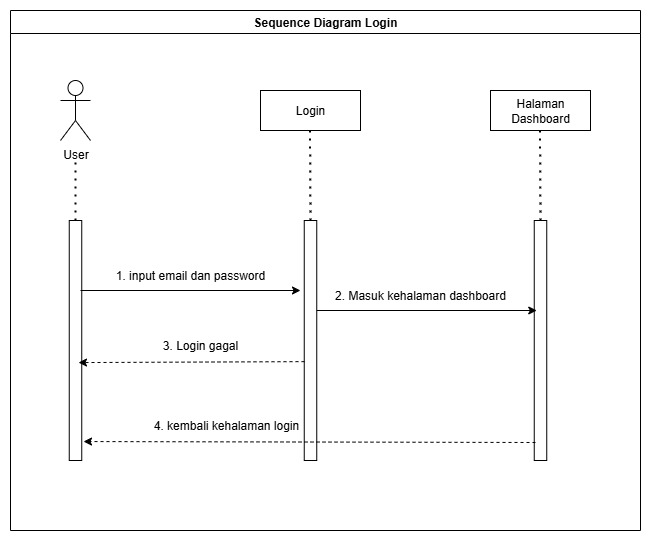 Sequence Diagram Login
User
Login
Halaman
Dashboard
1. input email dan password
2. Masuk kehalaman dashboard
3. Login gagal
4. kembali kehalaman login